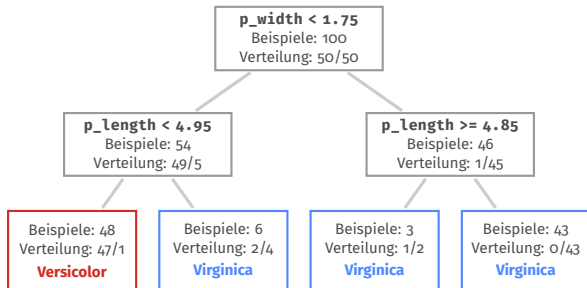 p_width < 1.75
Beispiele: 100
Verteilung: 50/50
p_length < 4.95
Beispiele: 54
Verteilung: 49/5
p_length >= 4.85
Beispiele: 46
Verteilung: 1/45
Beispiele: 48
Verteilung: 47/1
Versicolor
Beispiele: 6
Verteilung: 2/4
Virginica
Beispiele: 3
Verteilung: 1/2
Virginica
Beispiele: 43
Verteilung: 0/43
Virginica